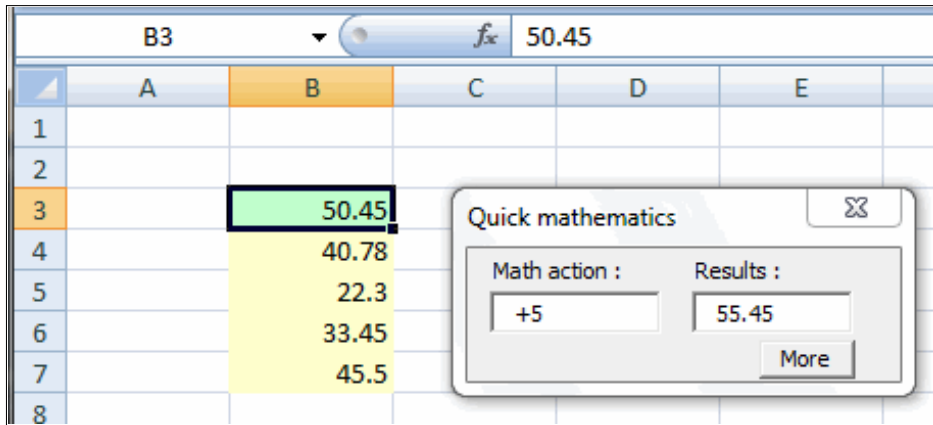 B3 fx 50.45
A B C D E
1
2
3 50.45
4 40.78
5 22.3
6 33.45
7 45.5
8
Quick mathematics
Math action : Results :
+5 55.45
More